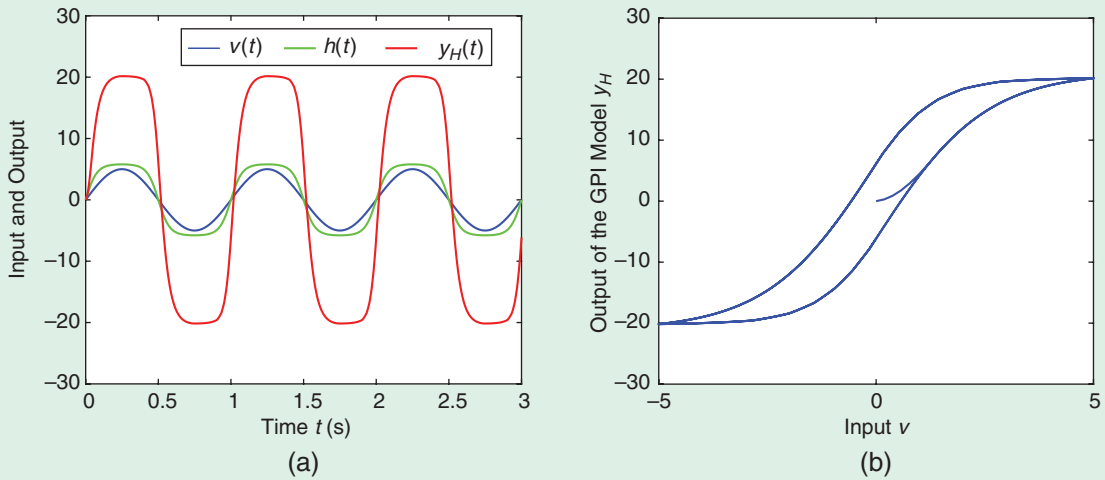 30
20
10
0
–10
–20
–30
Input and Output
v(t) h(t) y_H(t)
0 0.5 1 1.5 2 2.5 3
Time t (s)
(a)
30
20
10
0
–10
–20
–30
Output of the GPI Model y_H
–5 0 5
Input v
(b)